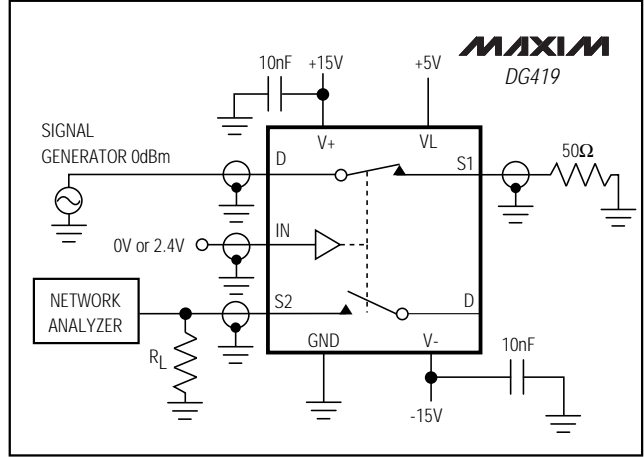 MAXIM
DG419
10nF
+15V
+5V
SIGNAL
GENERATOR 0dBm
V+
VL
D
S1
50Ω
IN
0V or 2.4V
NETWORK
ANALYZER
S2
D
RL
GND
V-
10nF
-15V